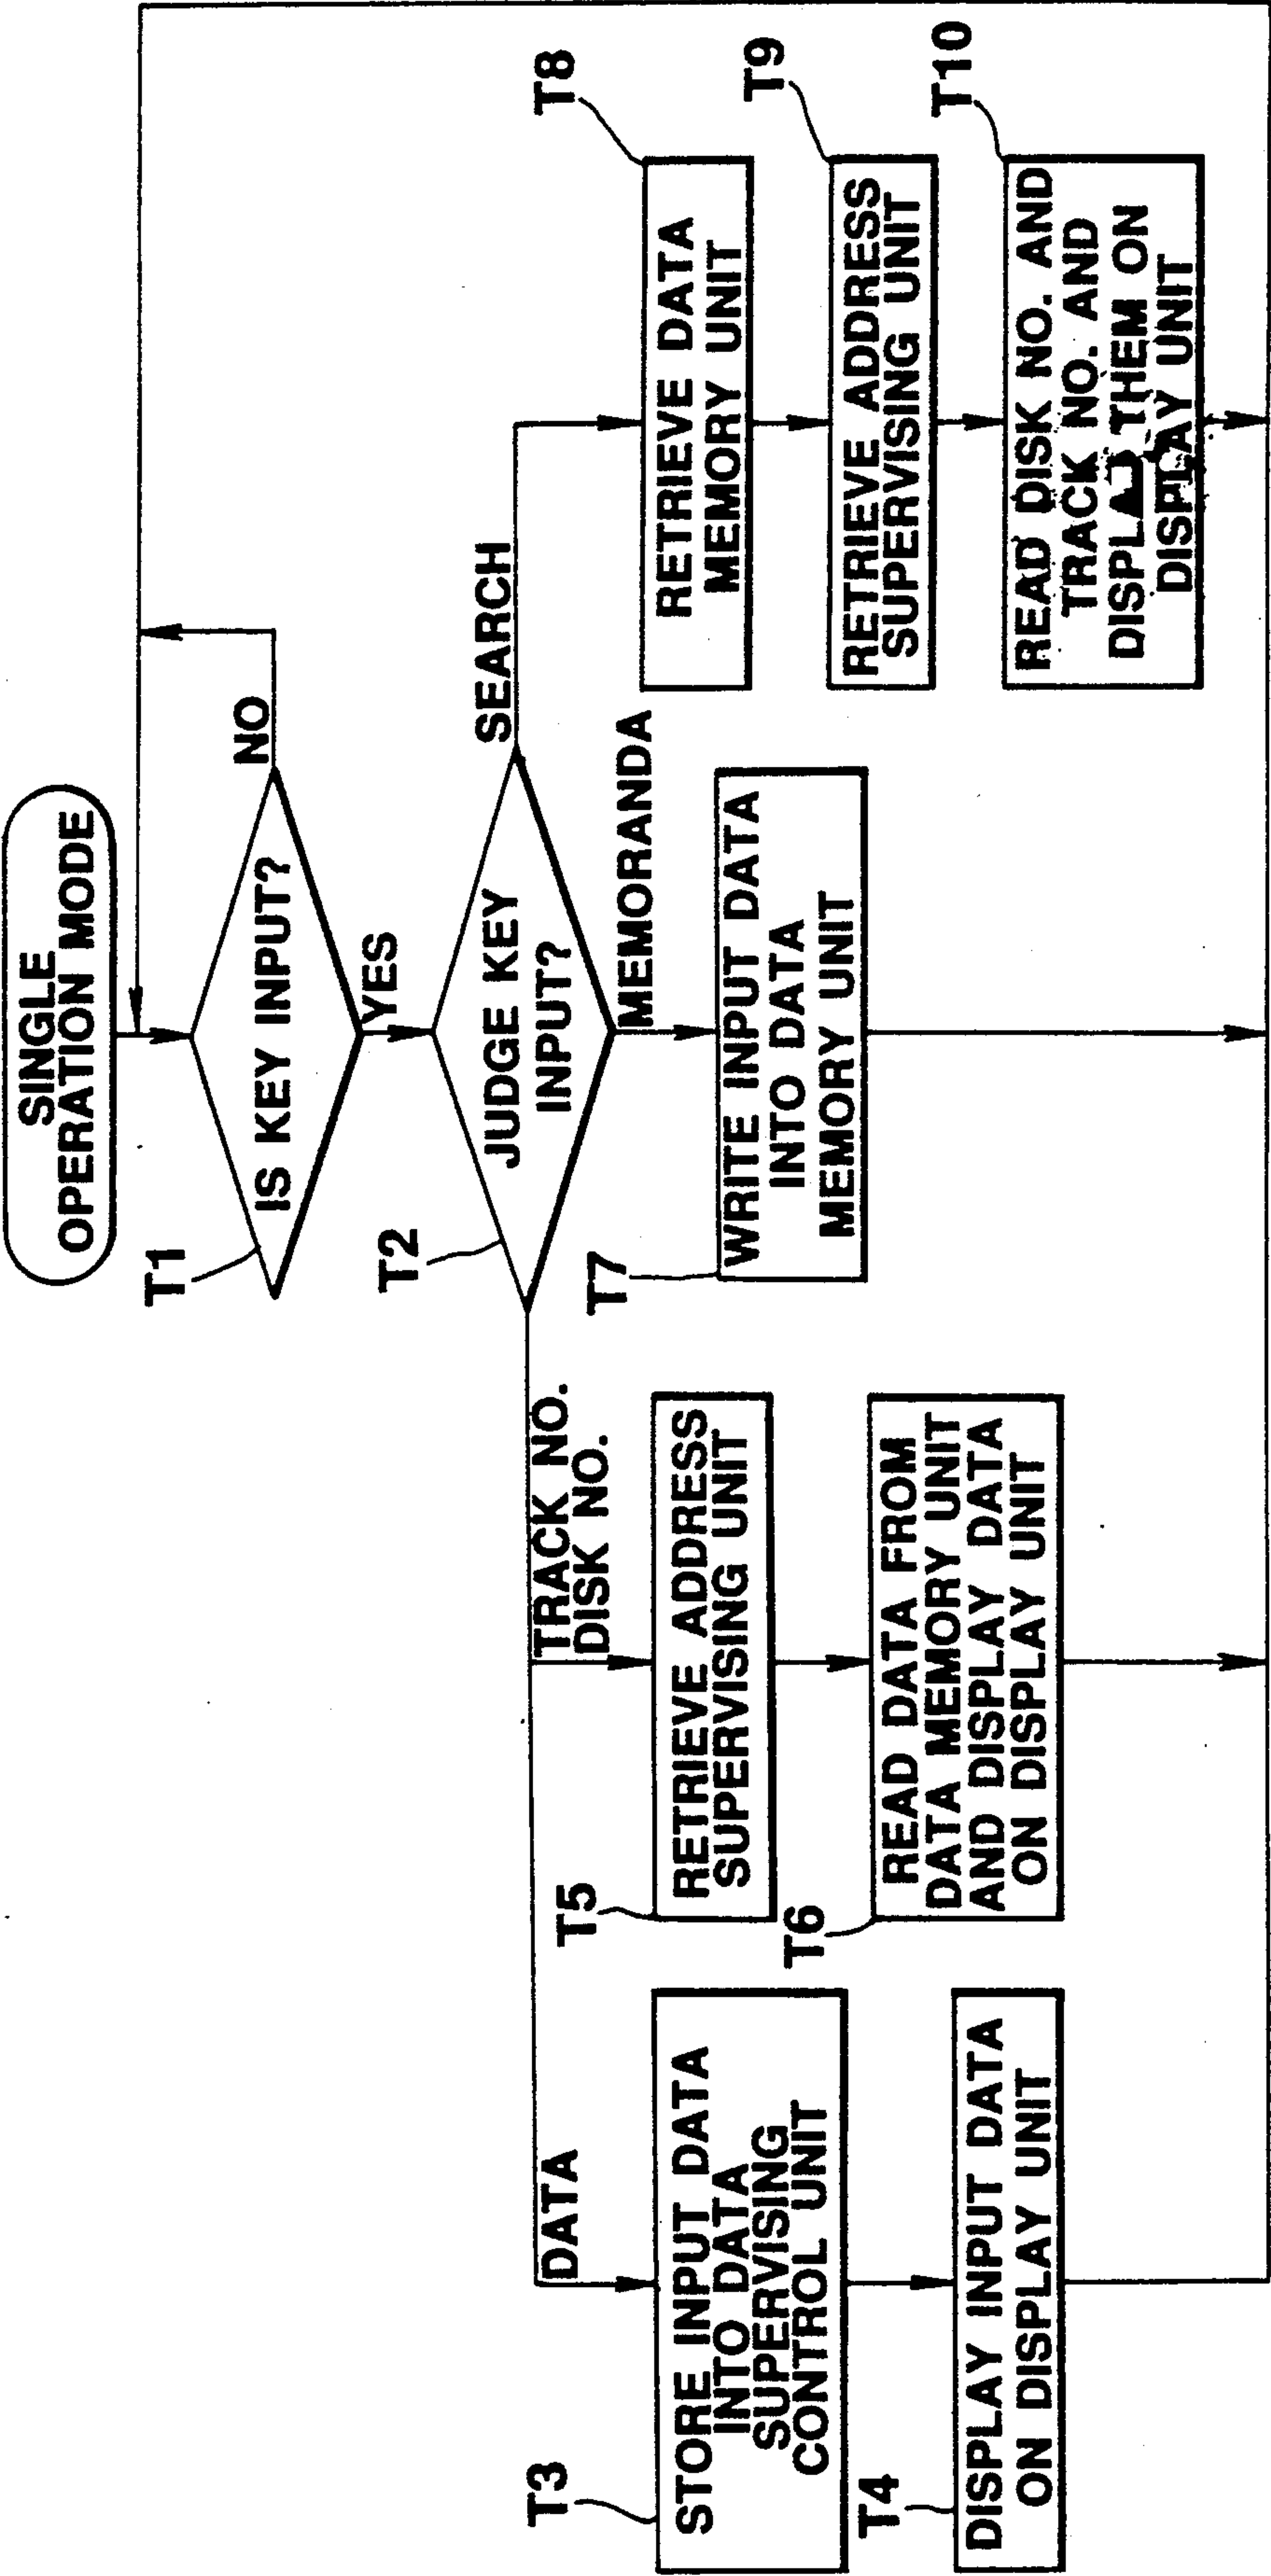 SINGLE
OPERATION MODE
T1
IS KEY INPUT?
NO
YES
T2
JUDGE KEY
INPUT?
SEARCH
MEMORANDA
TRACK NO.
DISK NO.
DATA
T3
STORE INPUT DATA
INTO DATA
SUPERVISING
CONTROL UNIT
T4
DISPLAY INPUT DATA
ON DISPLAY UNIT
T5
RETRIEVE ADDRESS
SUPERVISING UNIT
T6
READ DATA FROM
DATA MEMORY UNIT
AND DISPLAY DATA
ON DISPLAY UNIT
T7
WRITE INPUT DATA
INTO DATA
MEMORY UNIT
T8
RETRIEVE DATA
MEMORY UNIT
T9
RETRIEVE ADDRESS
SUPERVISING UNIT
T10
READ DISK NO. AND
TRACK NO. AND
DISPLAY THEM ON
DISPLAY UNIT